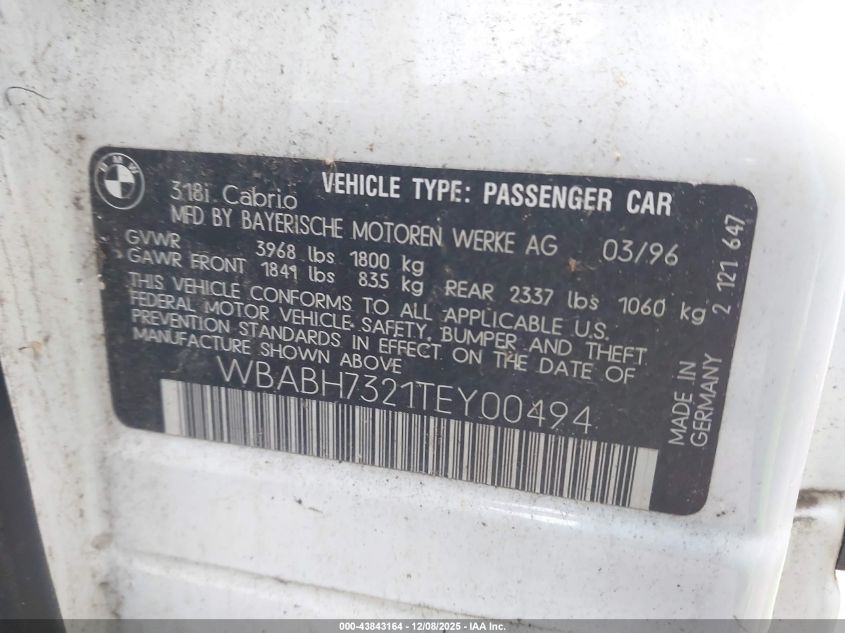 BMW
318i Cabrio VEHICLE TYPE: PASSENGER CAR
MFD BY BAYERISCHE MOTOREN WERKE AG 03/96
GVWR 3968 lbs 1800 kg
GAWR FRONT 1841 lbs 835 kg REAR 2337 lbs 1060 kg
THIS VEHICLE CONFORMS TO ALL APPLICABLE U.S.
FEDERAL MOTOR VEHICLE SAFETY, BUMPER AND THEFT
PREVENTION STANDARDS IN EFFECT ON THE DATE OF
MANUFACTURE SHOWN ABOVE
WBABH7321TEY00494
MADE IN
GERMANY
2 121 647
000-43843164 - 12/08/2025 - IAA Inc.